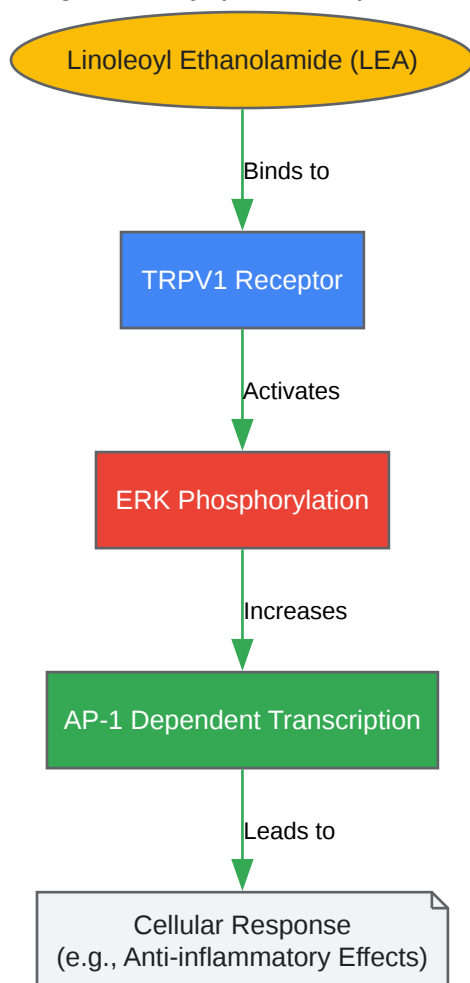 Linoleoyl Ethanolamide (LEA)
Binds to
TRPV1 Receptor
Activates
ERK Phosphorylation
Increases
AP-1 Dependent Transcription
Leads to
Cellular Response
(e.g., Anti-inflammatory Effects)